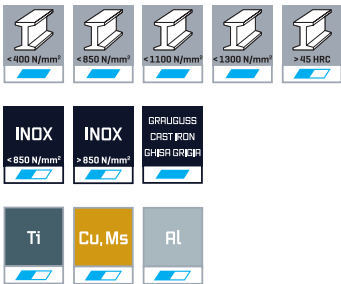 <400 N/mm²
<850 N/mm²
<1100 N/mm²
<1300 N/mm²
>45 HRC
INOX
<850 N/mm²
INOX
>850 N/mm²
GRAUGUSS
CAST IRON
GHISA GRIGIA
Ti
Cu, Ms
Al